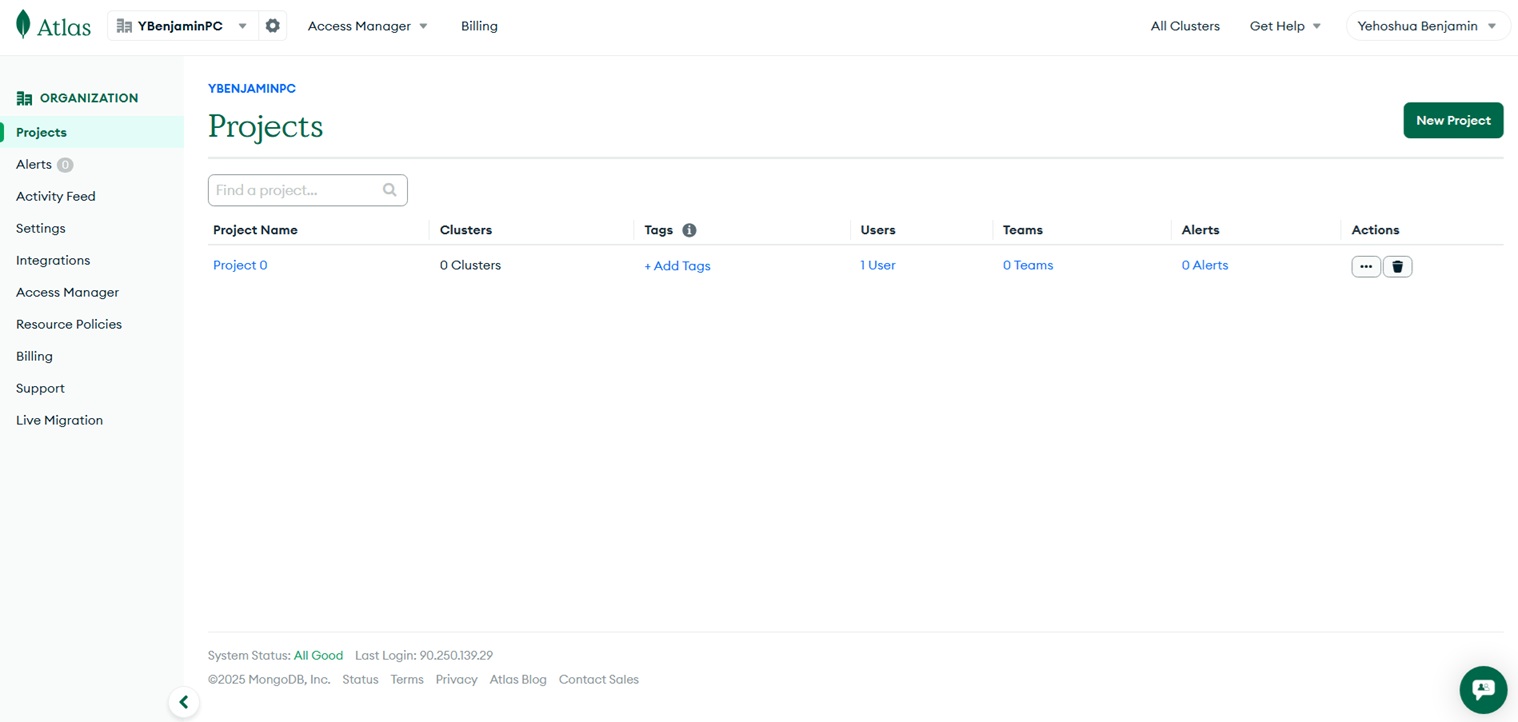 Atlas YBenjaminPC Access Manager Billing All Clusters Get Help Yehoshua Benjamin
ORGANIZATION
Projects
Alerts 0
Activity Feed
Settings
Integrations
Access Manager
Resource Policies
Billing
Support
Live Migration
YBENJAMINPC
Projects
New Project
Find a project...
Project Name Clusters Tags Users Teams Alerts Actions
Project 0 0 Clusters + Add Tags 1 User 0 Teams 0 Alerts
System Status: All Good Last Login: 90.250.139.29
©2025 MongoDB, Inc. Status Terms Privacy Atlas Blog Contact Sales